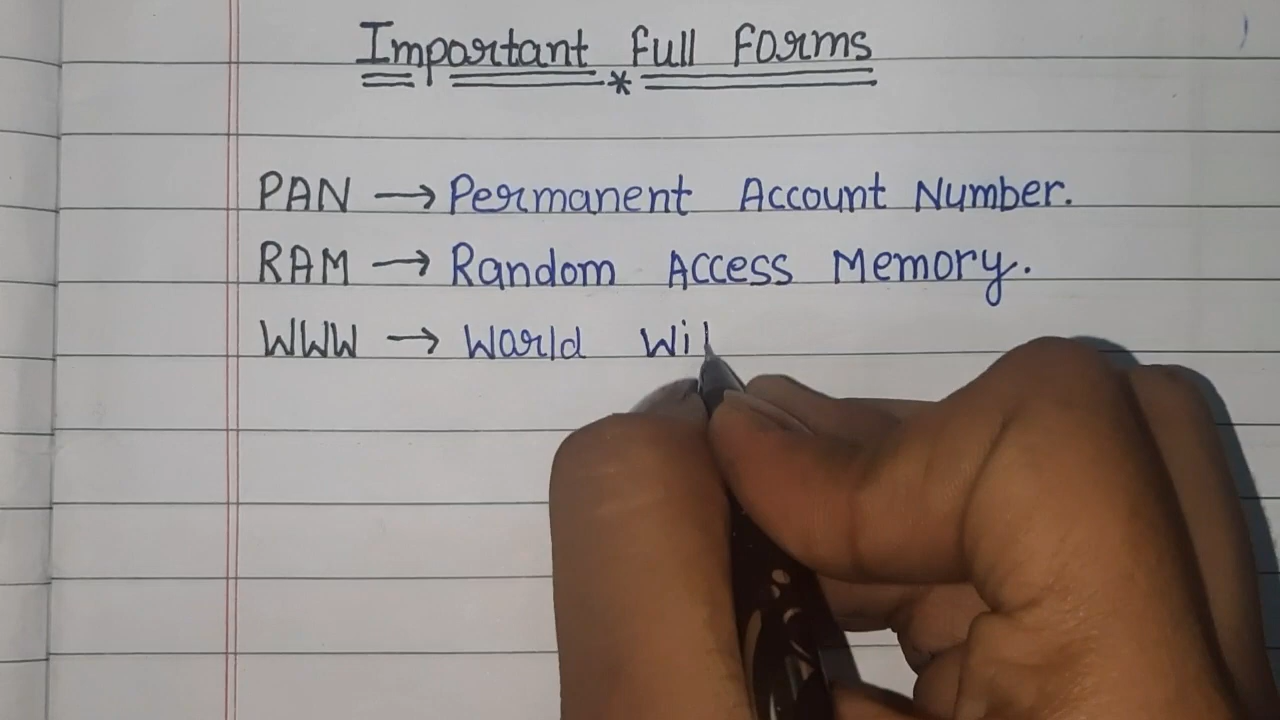 Important Full Forms
*
PAN → Permanent Account Number.
RAM → Random Access Memory.
WWW → World Wi